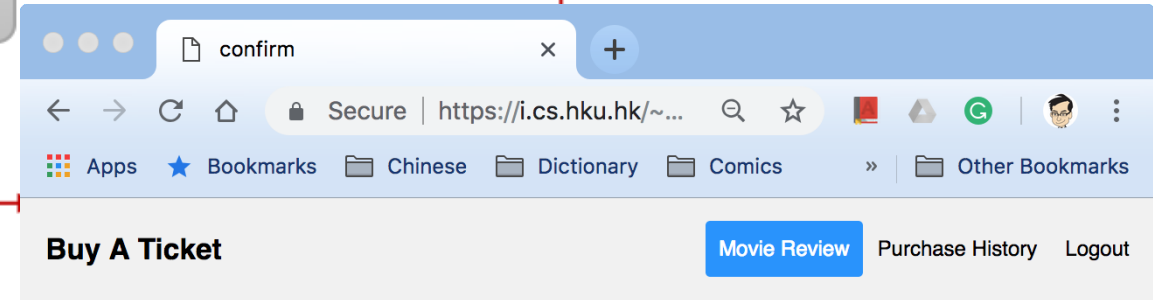 confirm
Secure | https://i.cs.hku.hk/~...
Apps Bookmarks Chinese Dictionary Comics » Other Bookmarks
Buy A Ticket Movie Review Purchase History Logout